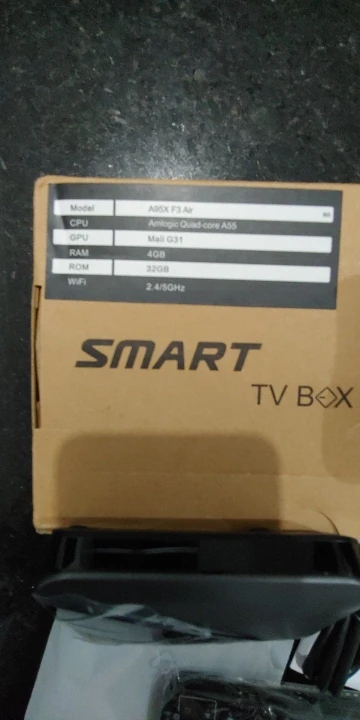 Model A95X F3 Air
CPU Amlogic Quad-core A55
GPU Mali G31
RAM 4GB
ROM 32GB
WiFi 2.4/5GHz
SMART
TV BOX